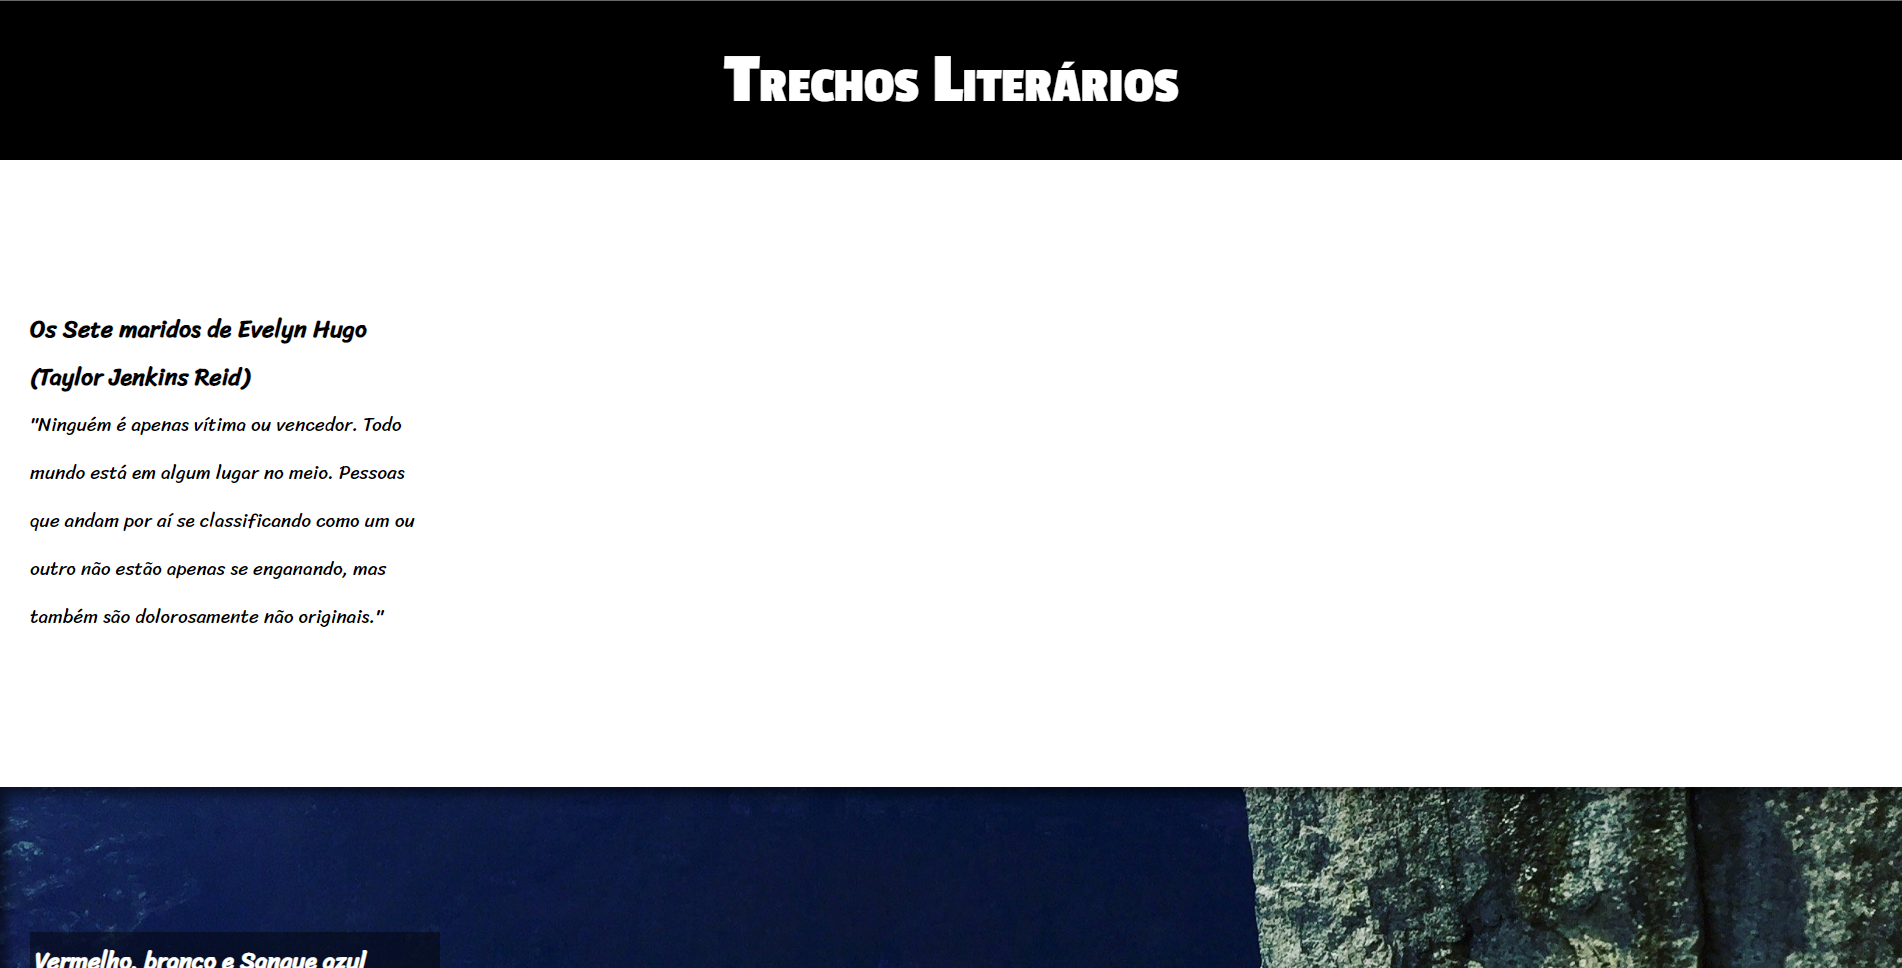 Trechos Literários
Os Sete maridos de Evelyn Hugo
(Taylor Jenkins Reid)
"Ninguém é apenas vítima ou vencedor. Todo
mundo está em algum lugar no meio. Pessoas
que andam por aí se classificando como um ou
outro não estão apenas se enganando, mas
também são dolorosamente não originais."
Vermelho, branco e Sangue azul